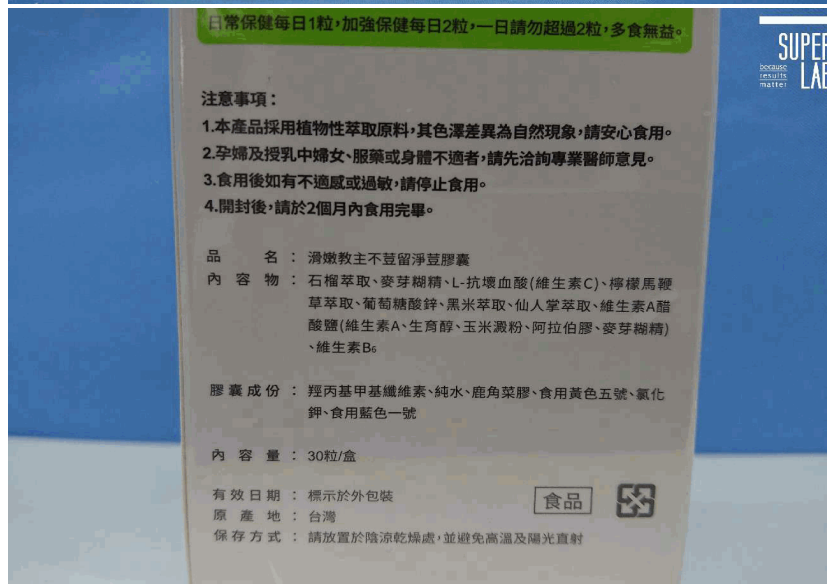 日常保健每日1粒,加強保健每日2粒,一日請勿超過2粒,多食無益。
SUPER
LAB
because
results
matter
注意事項：
1.本產品採用植物性萃取原料,其色澤差異為自然現象,請安心食用。
2.孕婦及授乳中婦女、服藥或身體不適者,請先洽詢專業醫師意見。
3.食用後如有不適感或過敏,請停止食用。
4.開封後,請於2個月內食用完畢。
品名：滑嫩教主不荳留淨荳膠囊
內容物：石榴萃取、麥芽糊精、L-抗壞血酸(維生素C)、檸檬馬鞭
草萃取、葡萄糖酸鋅、黑米萃取、仙人掌萃取、維生素A醋
酸鹽(維生素A、生育醇、玉米澱粉、阿拉伯膠、麥芽糊精)
、維生素B6
膠囊成份：羥丙基甲基纖維素、純水、鹿角菜膠、食用黃色五號、氯化
鉀、食用藍色一號
內容量：30粒/盒
有效日期：標示於外包裝
原產地：台灣
保存方式：請放置於陰涼乾燥處,並避免高溫及陽光直射
食品